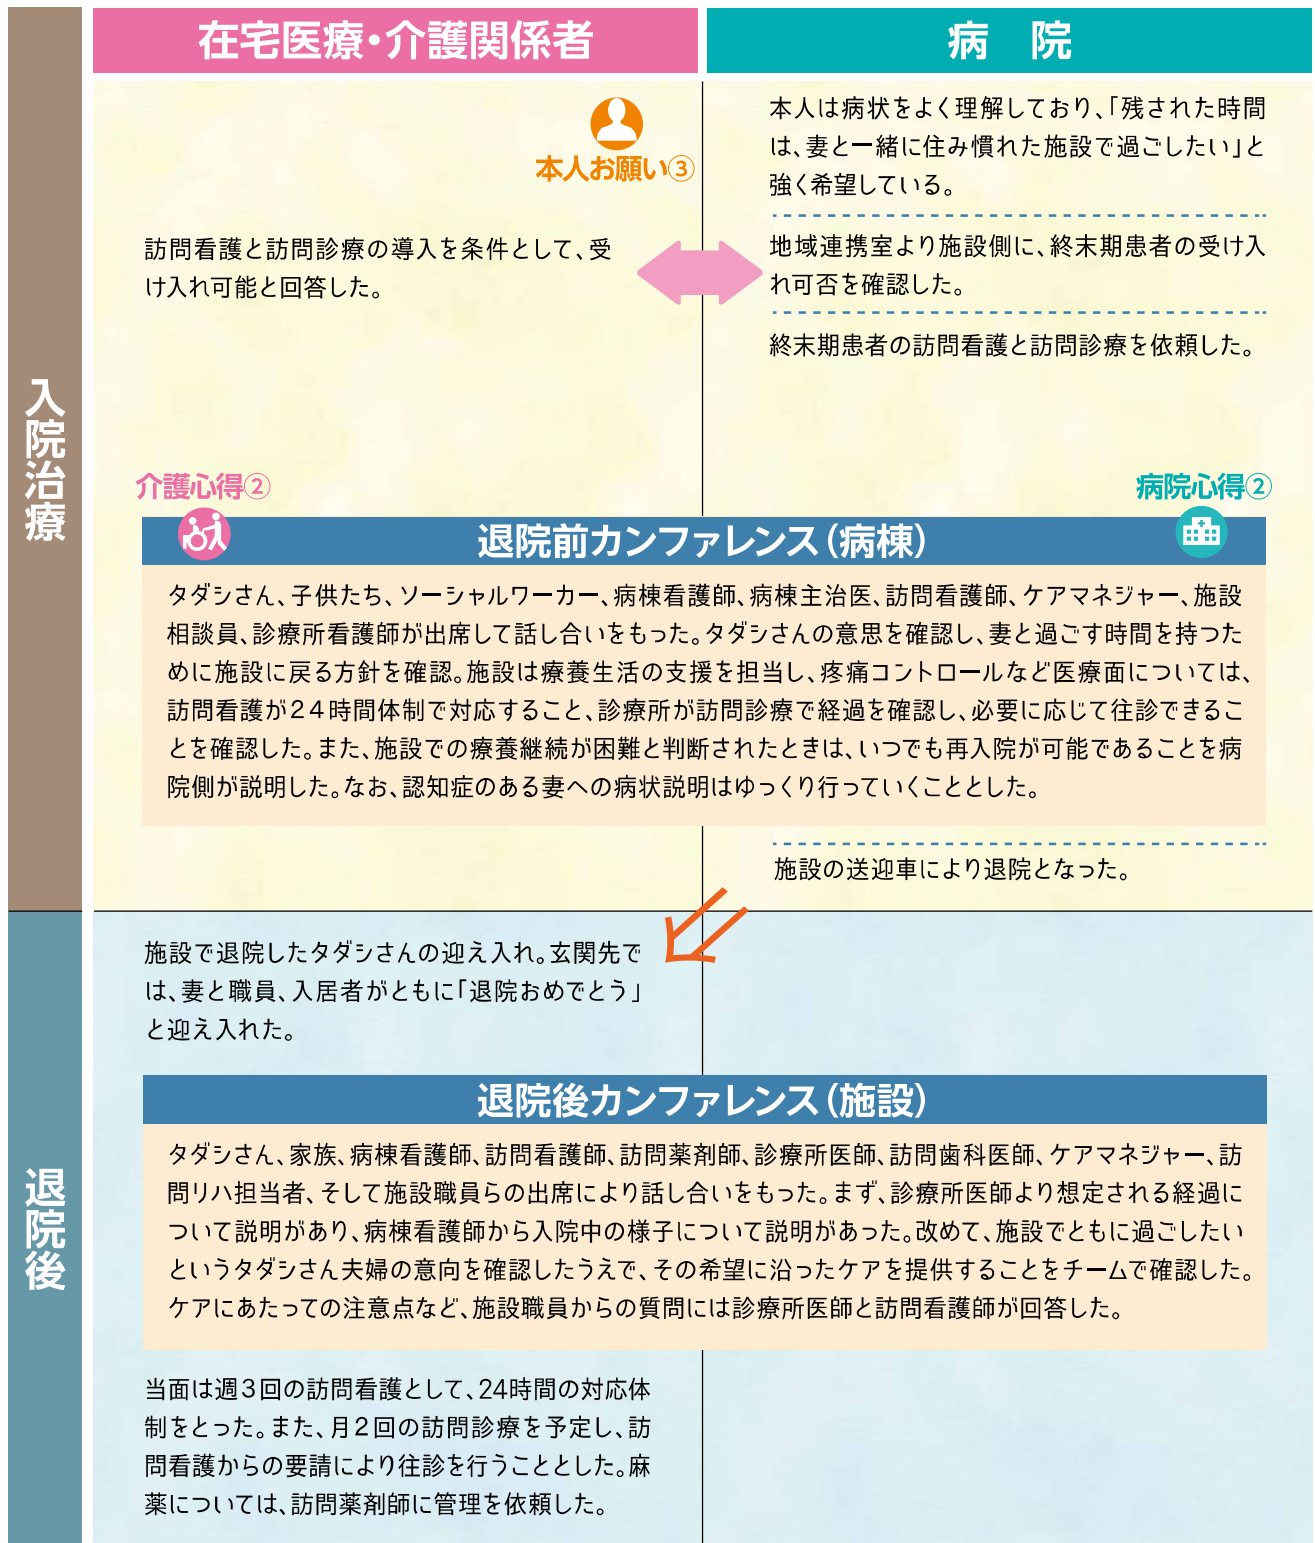 在宅医療・介護関係者
病　院
入院治療
本人お願い③
本人は病状をよく理解しており、「残された時間
は、妻と一緒に住み慣れた施設で過ごしたい」と
強く希望している。
地域連携室より施設側に、終末期患者の受け入
れ可否を確認した。
訪問看護と訪問診療の導入を条件として、受
け入れ可能と回答した。
終末期患者の訪問看護と訪問診療を依頼した。
介護心得②
病院心得②
退院前カンファレンス（病棟）
タダシさん、子供たち、ソーシャルワーカー、病棟看護師、病棟主治医、訪問看護師、ケアマネジャー、施設
相談員、診療所看護師が出席して話し合いをもった。タダシさんの意思を確認し、妻と過ごす時間を持つた
めに施設に戻る方針を確認。施設は療養生活の支援を担当し、疼痛コントロールなど医療面については、
訪問看護が２４時間体制で対応すること、診療所が訪問診療で経過を確認し、必要に応じて往診できるこ
とを確認した。また、施設での療養継続が困難と判断されたときは、いつでも再入院が可能であることを病
院側が説明した。なお、認知症のある妻への病状説明はゆっくり行っていくこととした。
施設の送迎車により退院となった。
退院後
施設で退院したタダシさんの迎え入れ。玄関先で
は、妻と職員、入居者がともに「退院おめでとう」
と迎え入れた。
退院後カンファレンス（施設）
タダシさん、家族、病棟看護師、訪問看護師、訪問薬剤師、診療所医師、訪問歯科医師、ケアマネジャー、訪
問リハ担当者、そして施設職員らの出席により話し合いをもった。まず、診療所医師より想定される経過に
ついて説明があり、病棟看護師から入院中の様子について説明があった。改めて、施設でともに過ごしたい
というタダシさん夫婦の意向を確認したうえで、その希望に沿ったケアを提供することをチームで確認した。
ケアにあたっての注意点など、施設職員からの質問には診療所医師と訪問看護師が回答した。
当面は週３回の訪問看護として、24時間の対応体
制をとった。また、月２回の訪問診療を予定し、訪
問看護からの要請により往診を行うこととした。麻
薬については、訪問薬剤師に管理を依頼した。